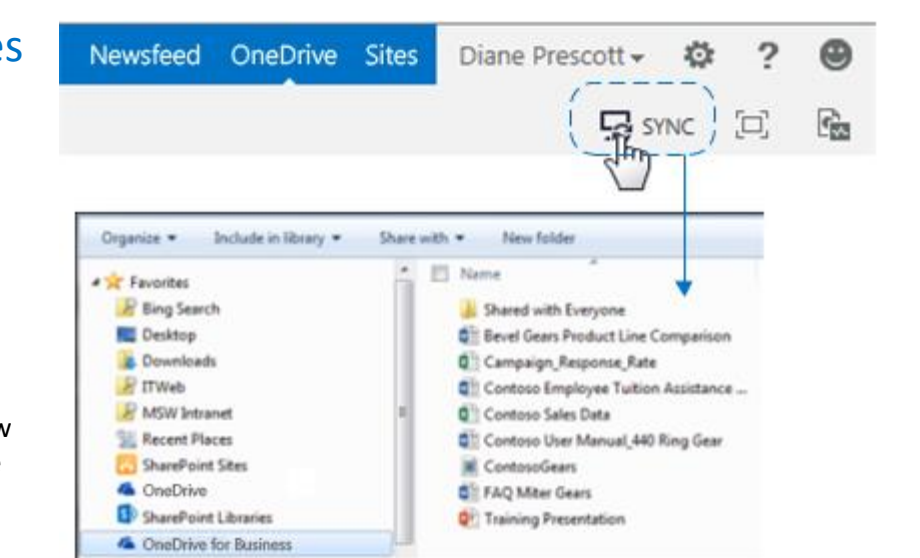 es
Newsfeed OneDrive Sites Diane Prescott ?
SYNC
Organize Include in library Share with New folder
Favorites
Bing Search
Desktop
Downloads
ITWeb
MSW Intranet
Recent Places
SharePoint Sites
OneDrive
SharePoint Libraries
OneDrive for Business
Name
Shared with Everyone
Bevel Gears Product Line Comparison
Campaign_Response_Rate
Contoso Employee Tuition Assistance ...
Contoso Sales Data
Contoso User Manual_440 Ring Gear
ContosoGears
FAQ Miter Gears
Training Presentation
w